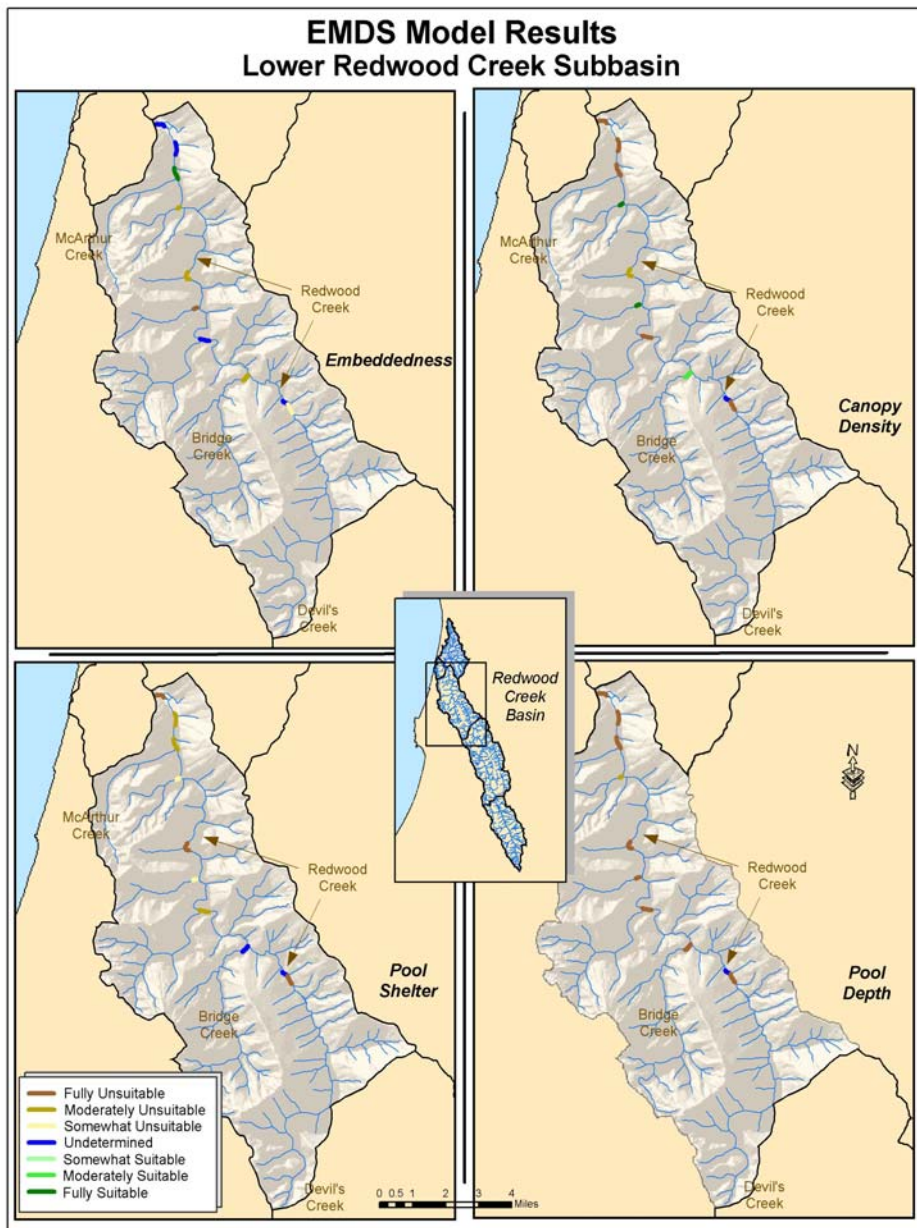 EMDS Model Results
Lower Redwood Creek Subbasin
McArthur
Creek
Redwood
Creek
Embeddedness
Bridge
Creek
Devil's
Creek
McArthur
Creek
Redwood
Creek
Canopy
Density
Bridge
Creek
Devil's
Creek
Redwood
Creek
Basin
McArthur
Creek
Redwood
Creek
Pool
Shelter
Bridge
Creek
Devil's
Creek
N
Redwood
Creek
Pool
Depth
Bridge
Creek
Devil's
Creek
Fully Unsuitable
Moderately Unsuitable
Somewhat Unsuitable
Undetermined
Somewhat Suitable
Moderately Suitable
Fully Suitable
0 0.5 1 2 3 4
Miles